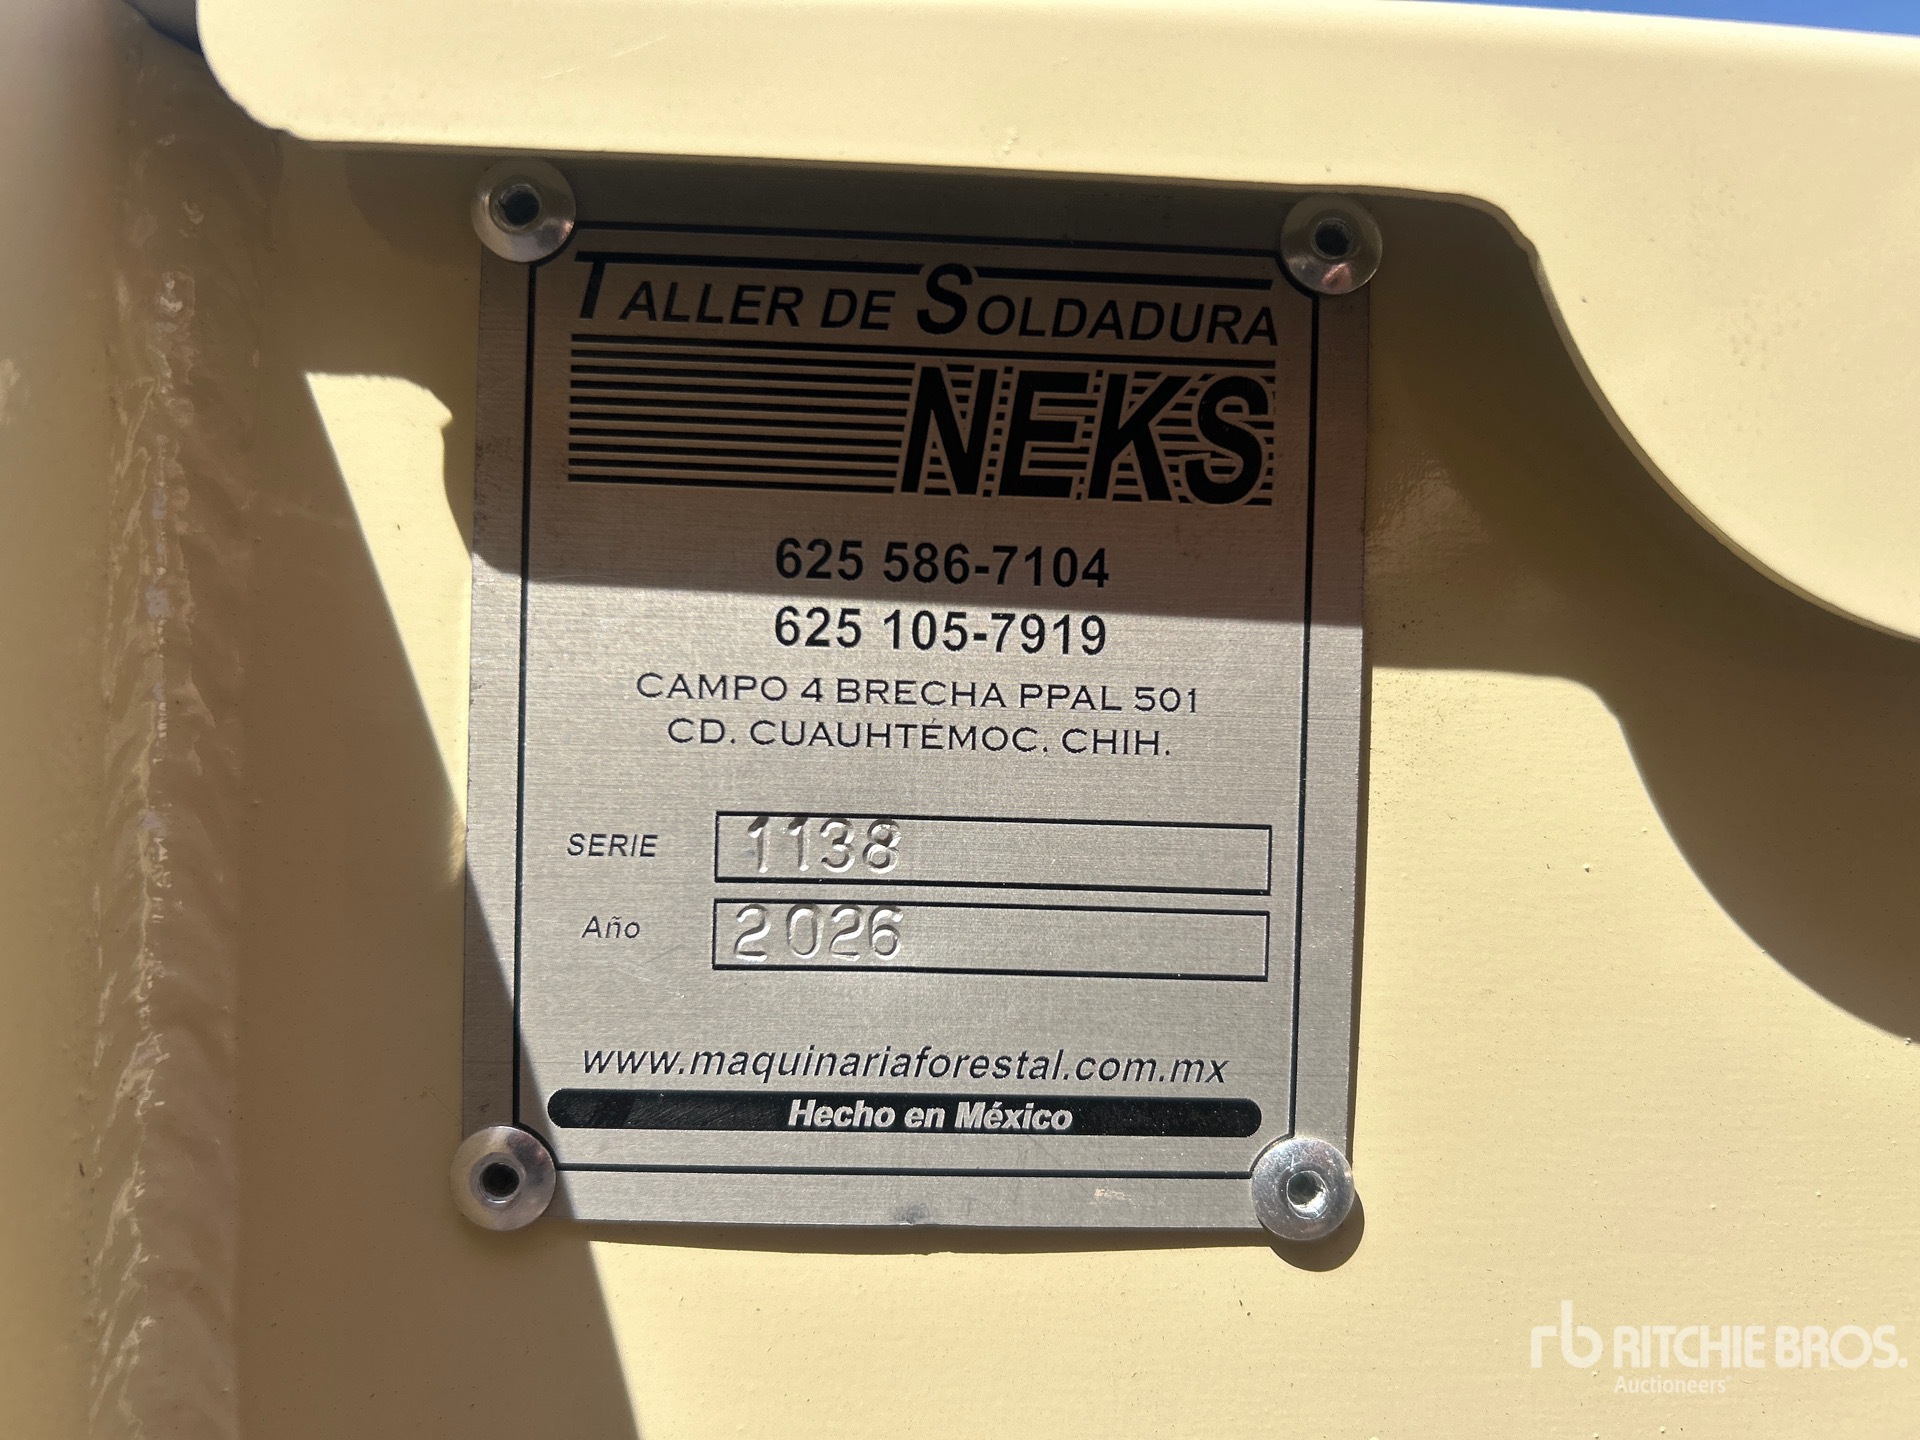 TALLER DE SOLDADURA
NEKS
625 586-7104
625 105-7919
CAMPO 4 BRECHA PPAL 501
CD. CUAUHTÉMOC, CHIH.
SERIE 1138
Año 2026
www.maquinariaforestal.com.mx
Hecho en México
rb RITCHIE BROS.
Auctioneers